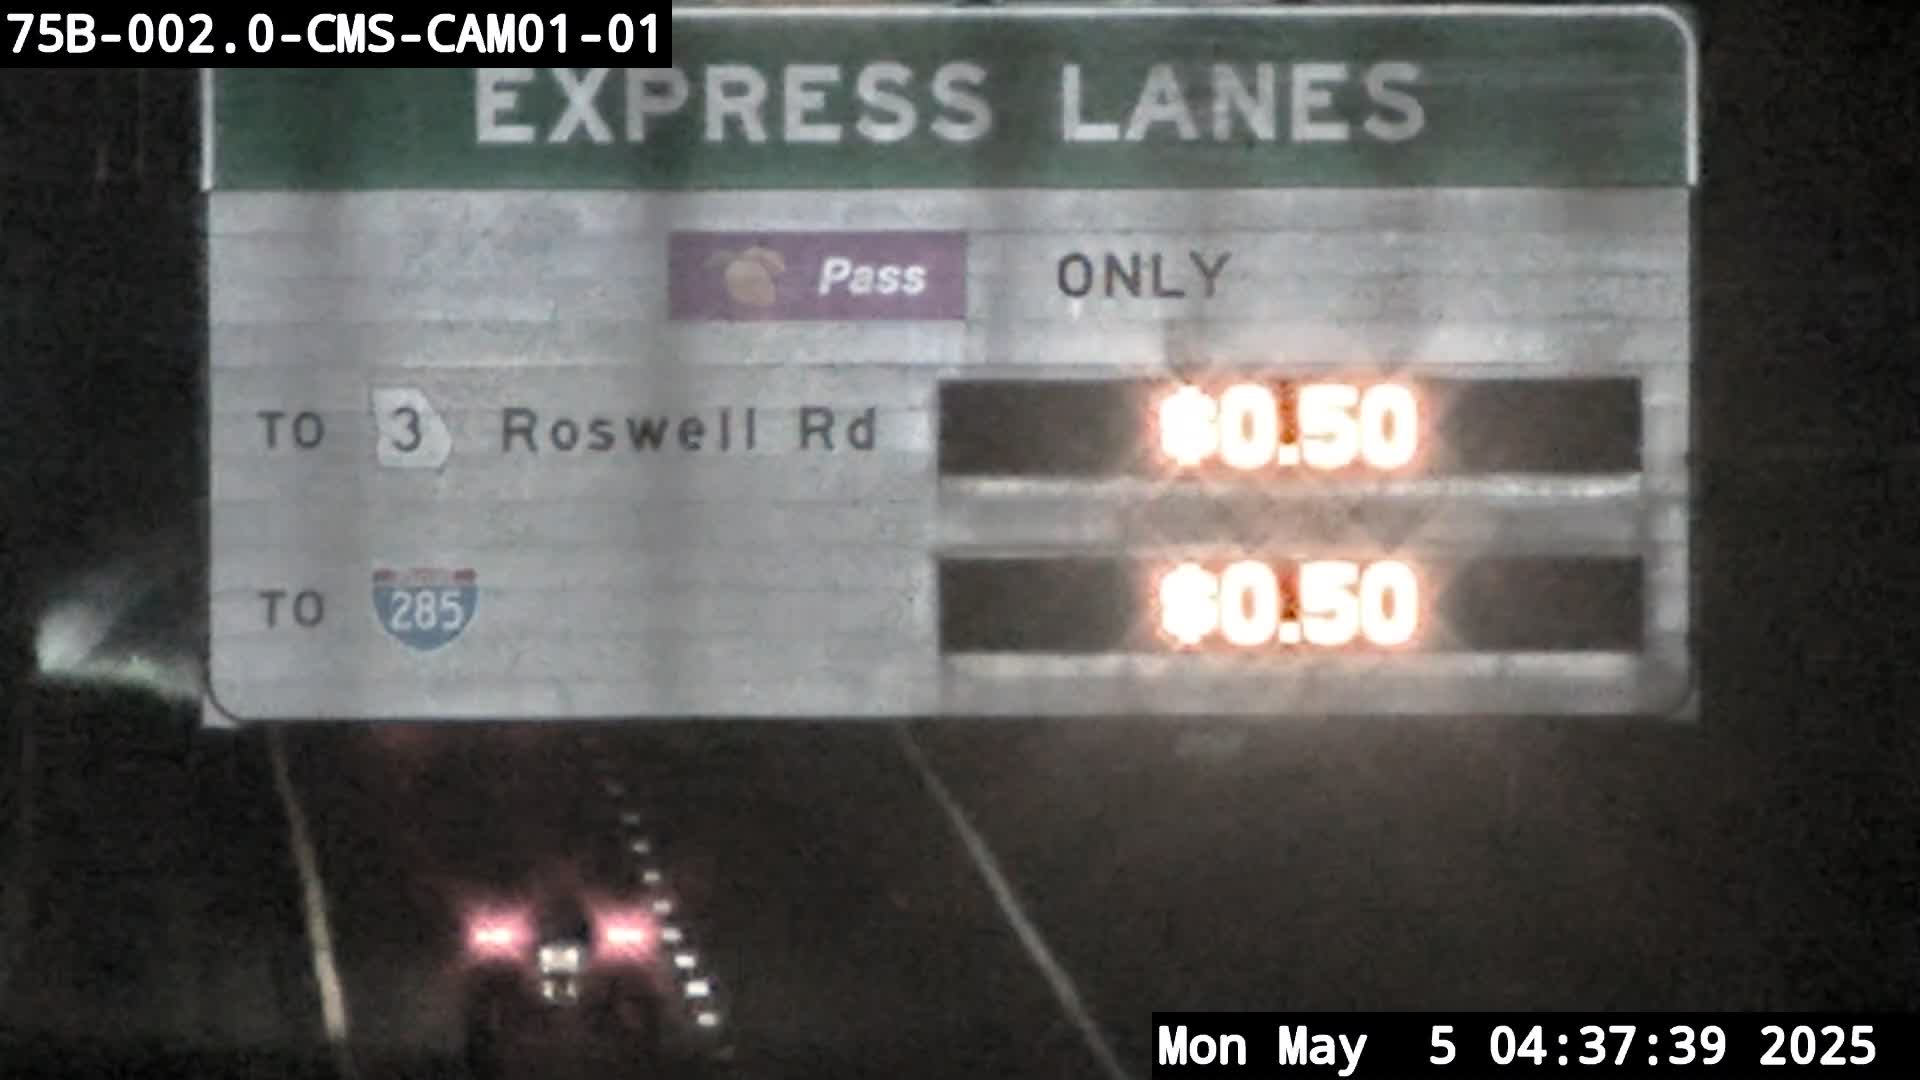 75B-002.0-CMS-CAM01-01
EXPRESS LANES
Pass ONLY
TO 3 Roswell Rd $0.50
TO 285 $0.50
Mon May 5 04:37:39 2025